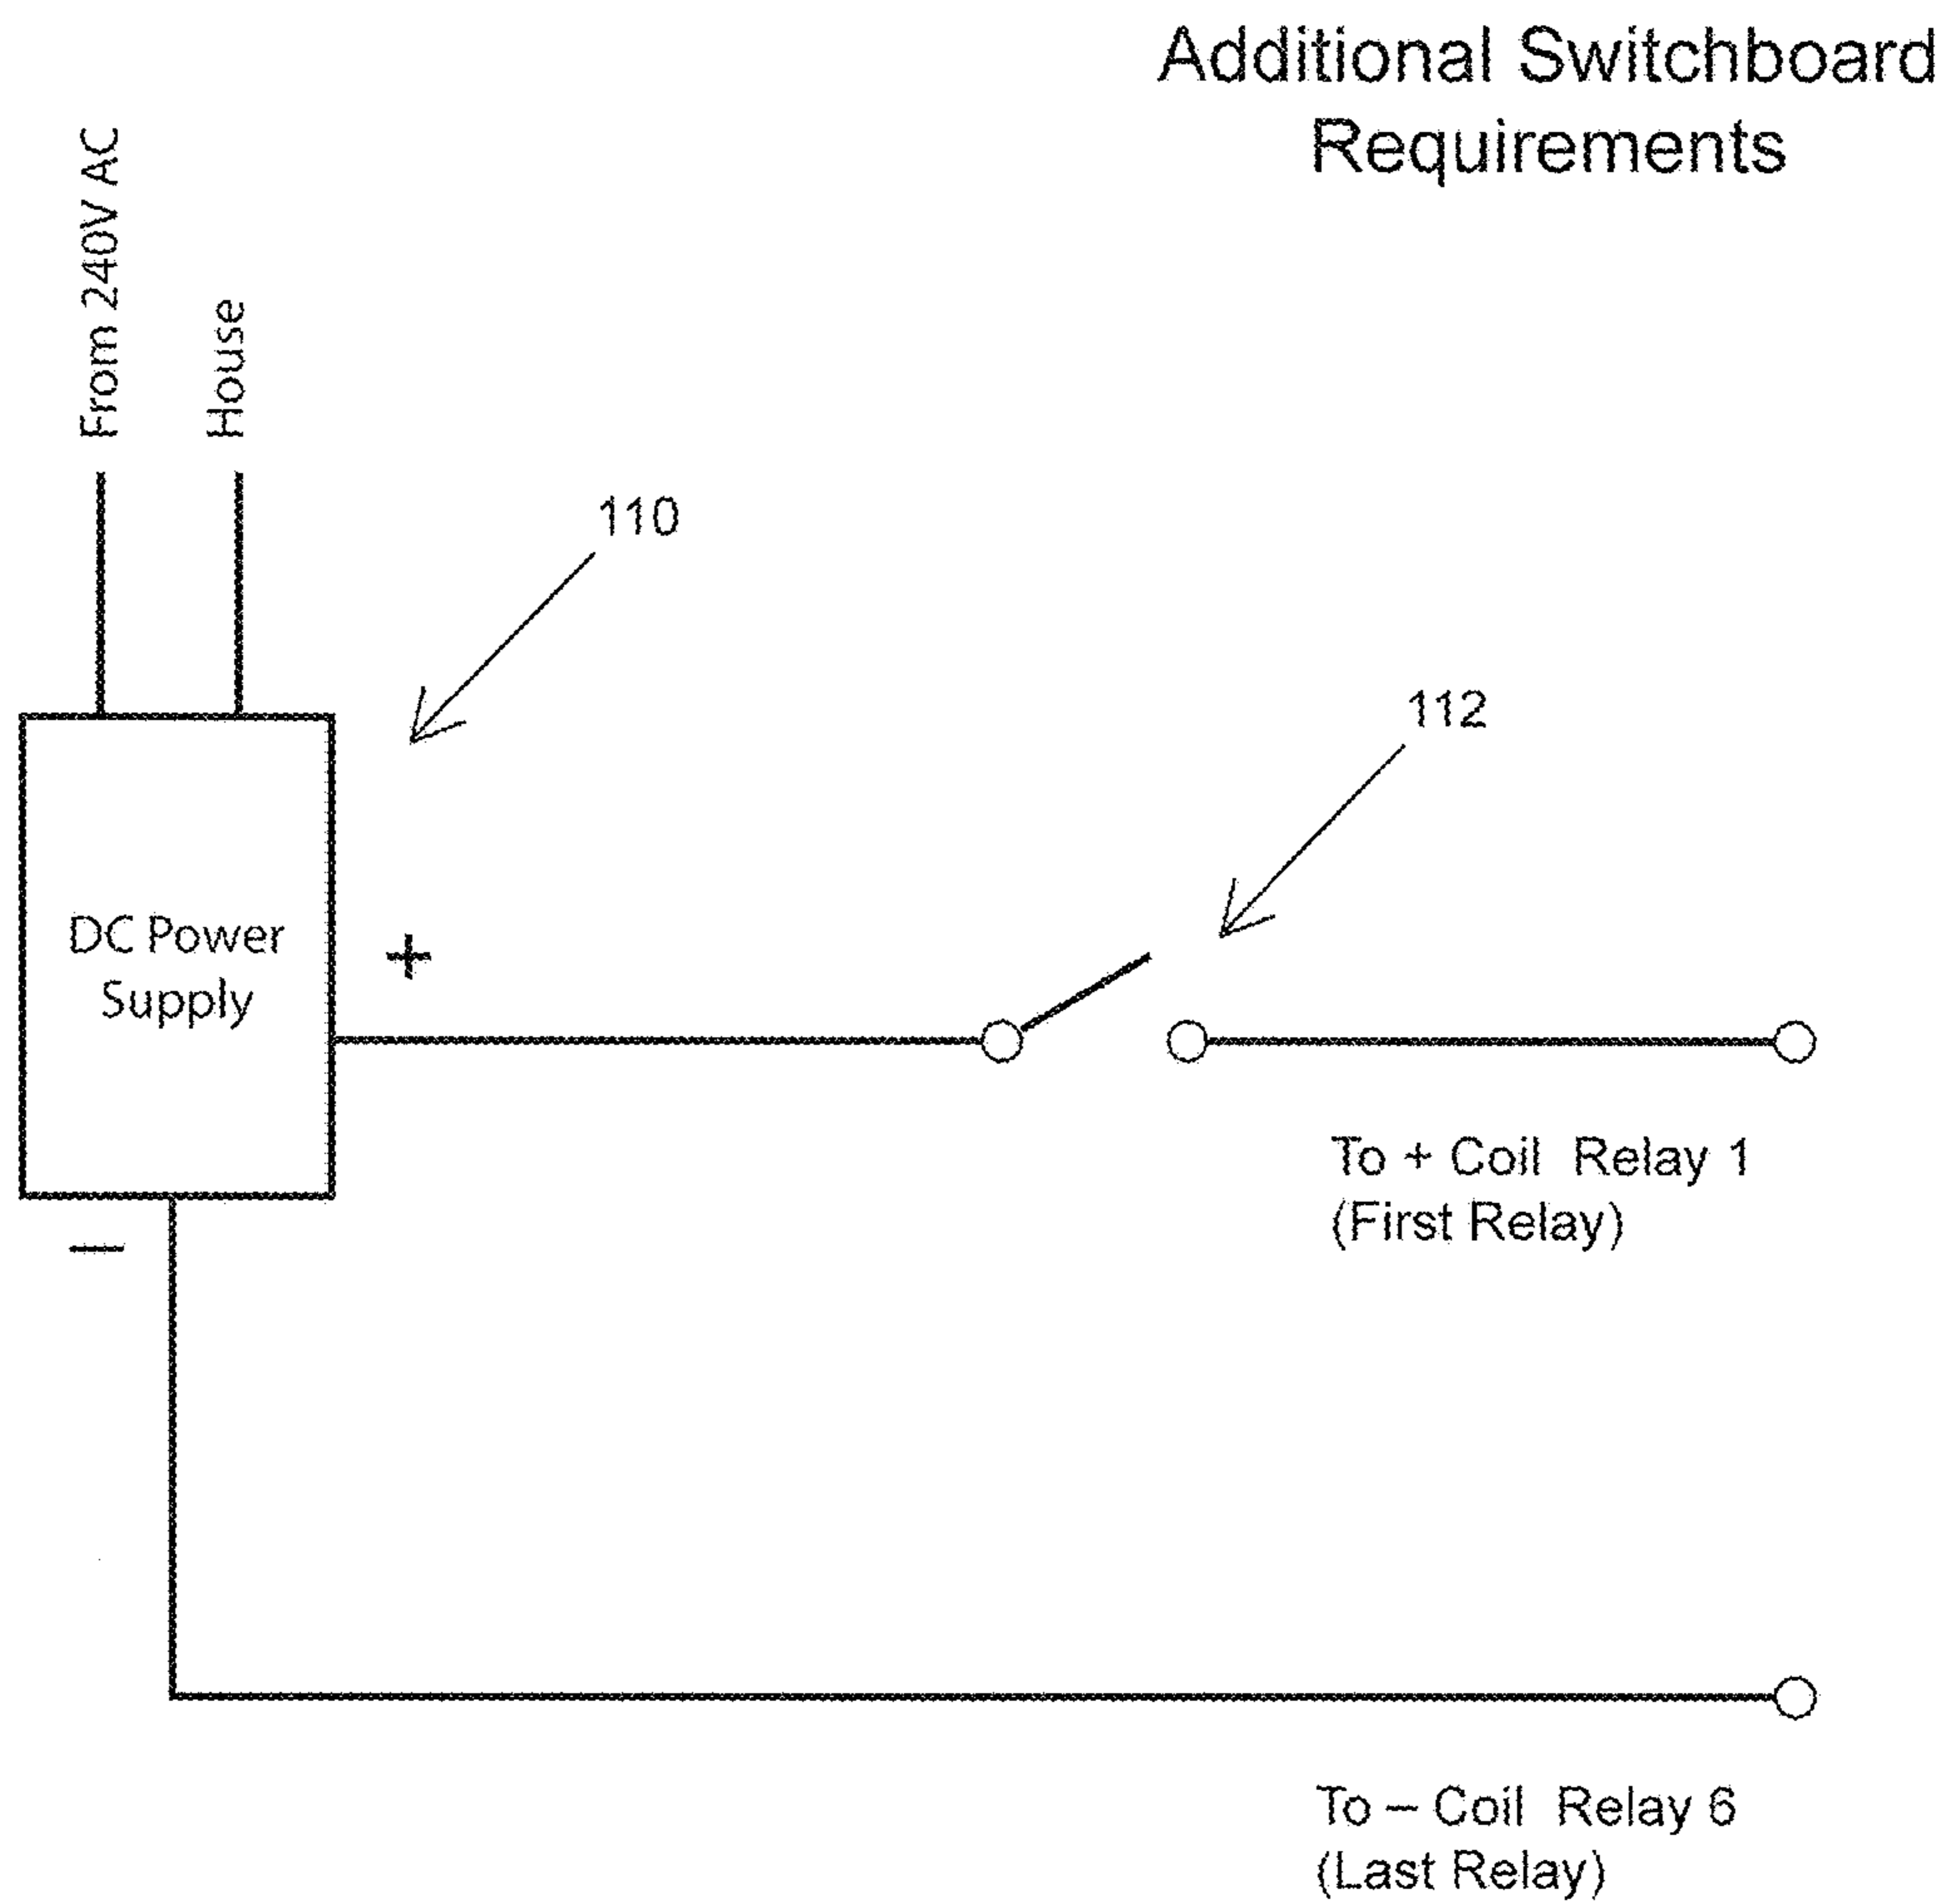 Additional Switchboard
Requirements
From 240V AC
House
110
112
DC Power
Supply
+
To + Coil Relay 1
(First Relay)
–
To – Coil Relay 6
(Last Relay)